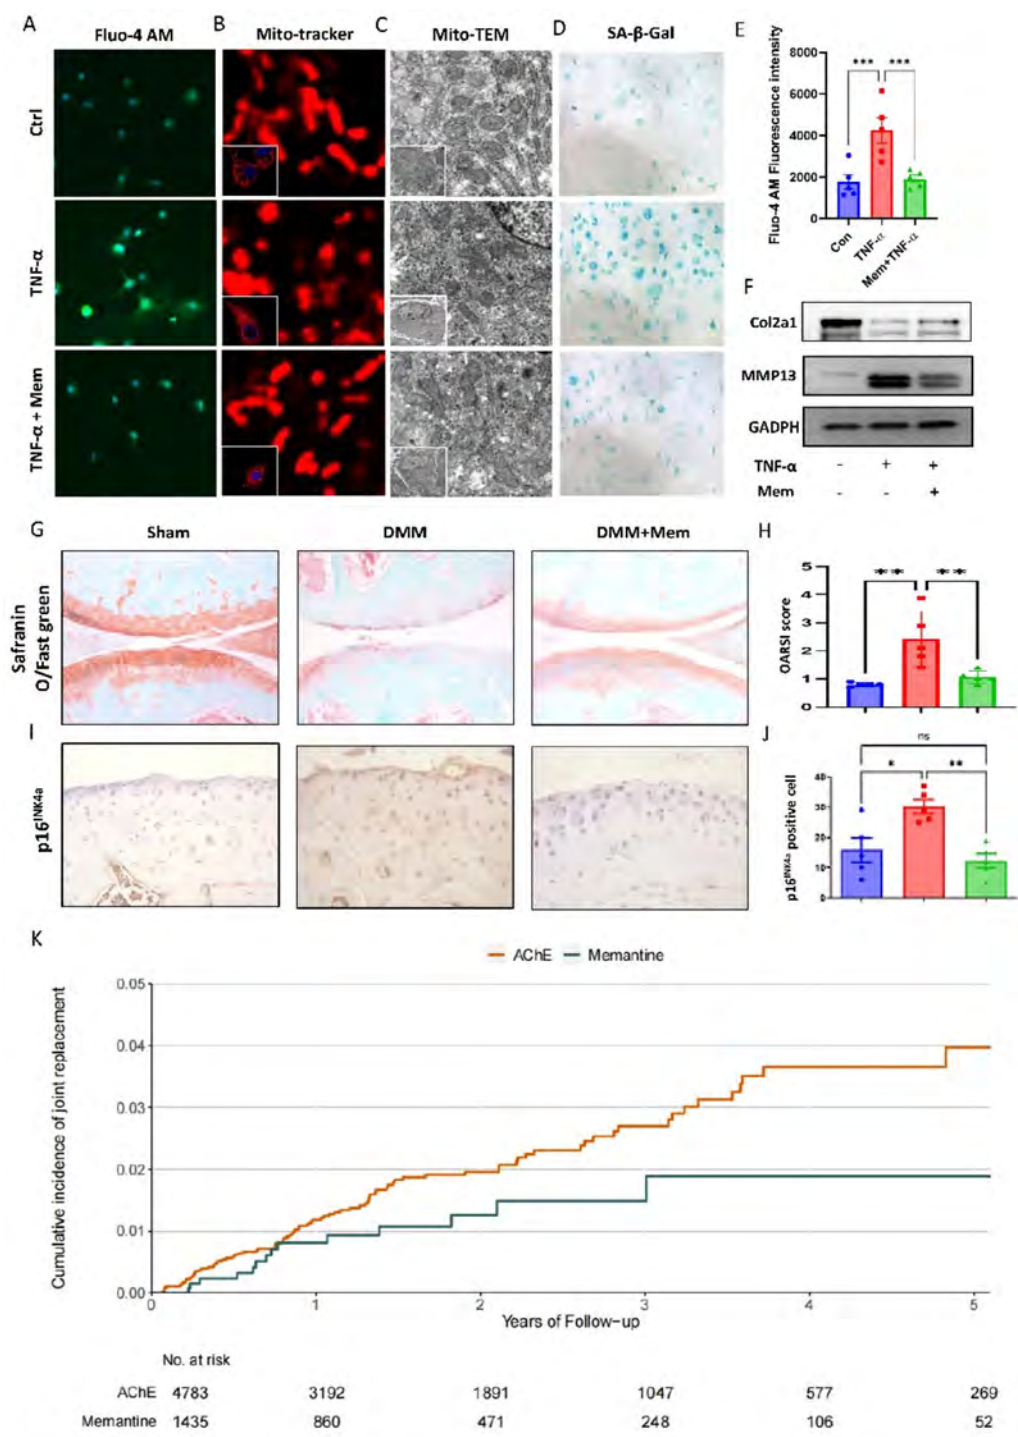 A
Fluo-4 AM
B
Mito-tracker
C
Mito-TEM
D
SA-β-Gal
E
Ctrl
TNF-α
TNF-α + Mem
Fluo-4 AM Fluorescence intensity
8000
6000
4000
2000
0
***
***
Con
TNF-α
Mem+TNF-α
F
Col2a1
MMP13
GADPH
TNF-α - + +
Mem - - +
G
Sham
DMM
DMM+Mem
Safranin
O/Fast green
H
OARSI score
5
4
3
2
1
0
**
**
I
p16INK4a
J
p16INK4a positive cell
40
30
20
10
0
ns
*
**
K
AChE Memantine
Cumulative incidence of joint replacement
0.05
0.04
0.03
0.02
0.01
0.00
0 1 2 3 4 5
Years of Follow-up
No. at risk
AChE 4783 3192 1891 1047 577 269
Memantine 1435 860 471 248 106 52